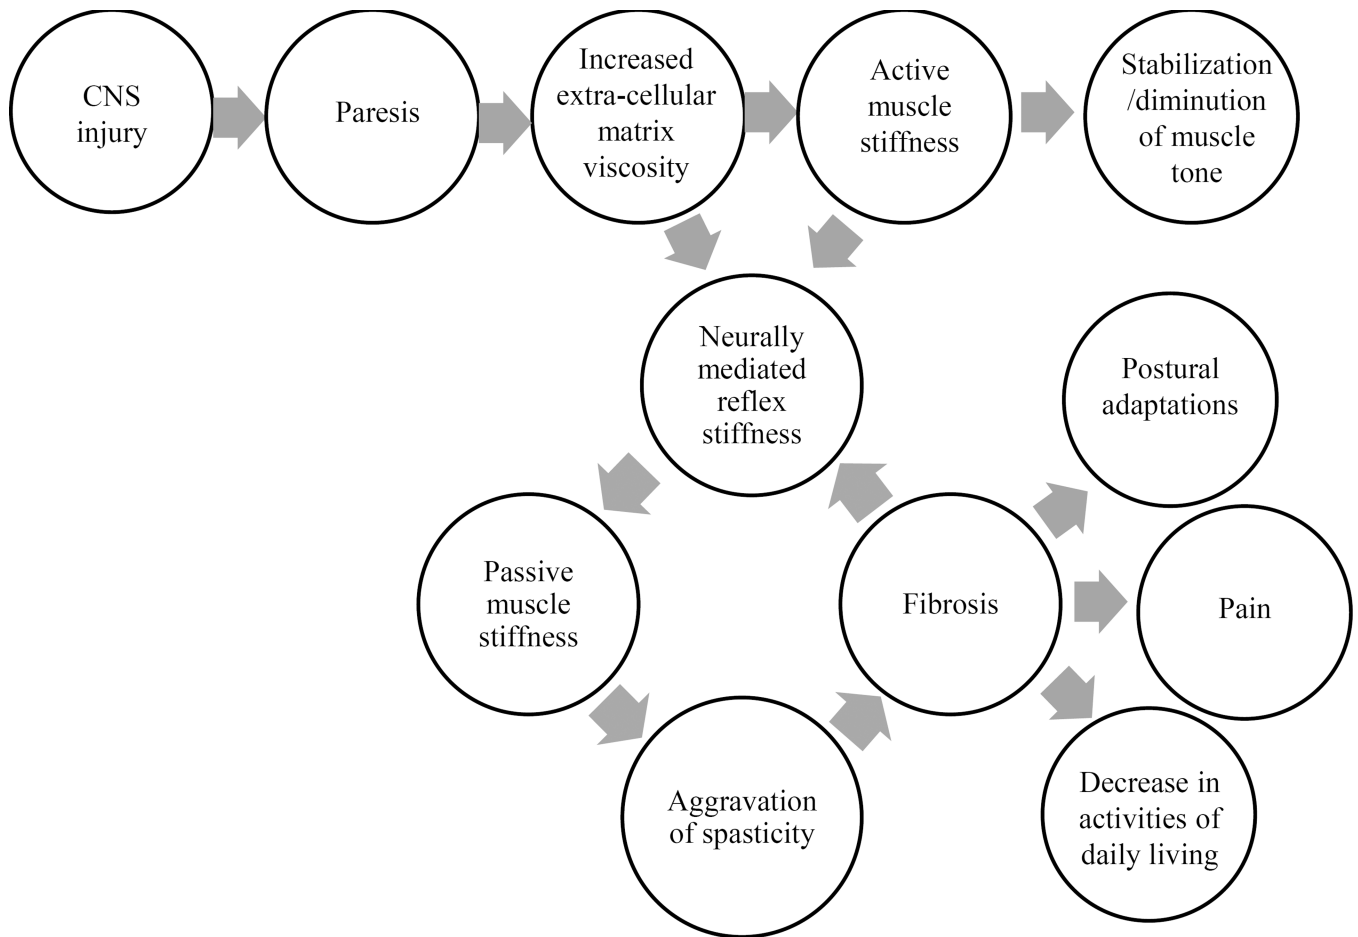 CNS
injury
Paresis
Increased
extra-cellular
matrix
viscosity
Active
muscle
stiffness
Stabilization
/diminution
of muscle
tone
Neurally
mediated
reflex
stiffness
Postural
adaptations
Passive
muscle
stiffness
Fibrosis
Pain
Aggravation
of spasticity
Decrease in
activities of
daily living